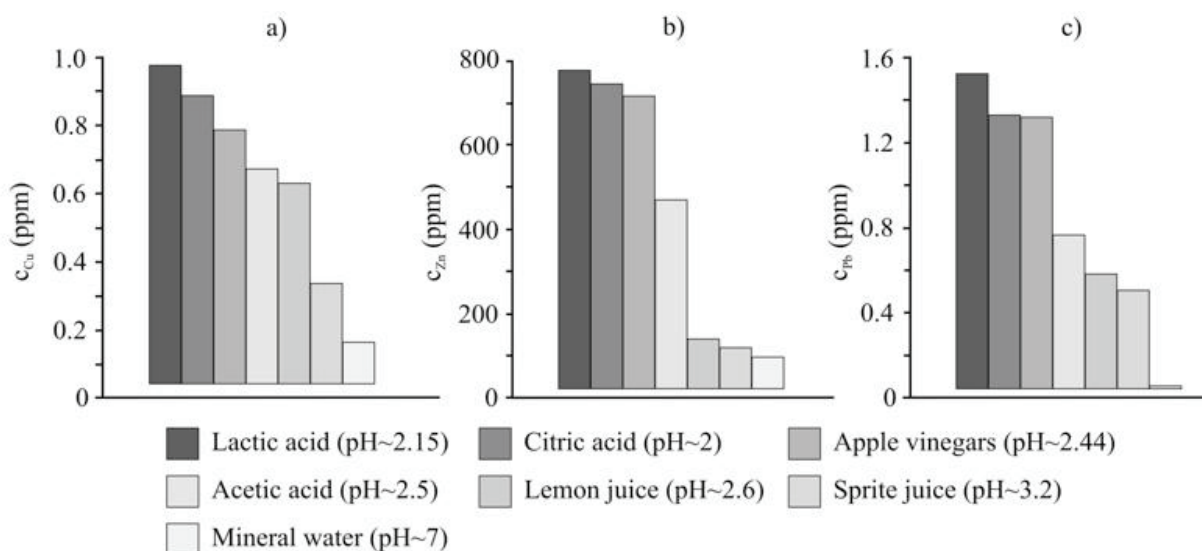 a)
b)
c)
1.0
0.8
0.6
0.4
0.2
0
c_Cu (ppm)
800
600
400
200
0
c_Zn (ppm)
1.6
1.2
0.8
0.4
0
c_Pb (ppm)
Lactic acid (pH~2.15)
Citric acid (pH~2)
Apple vinegars (pH~2.44)
Acetic acid (pH~2.5)
Lemon juice (pH~2.6)
Sprite juice (pH~3.2)
Mineral water (pH~7)